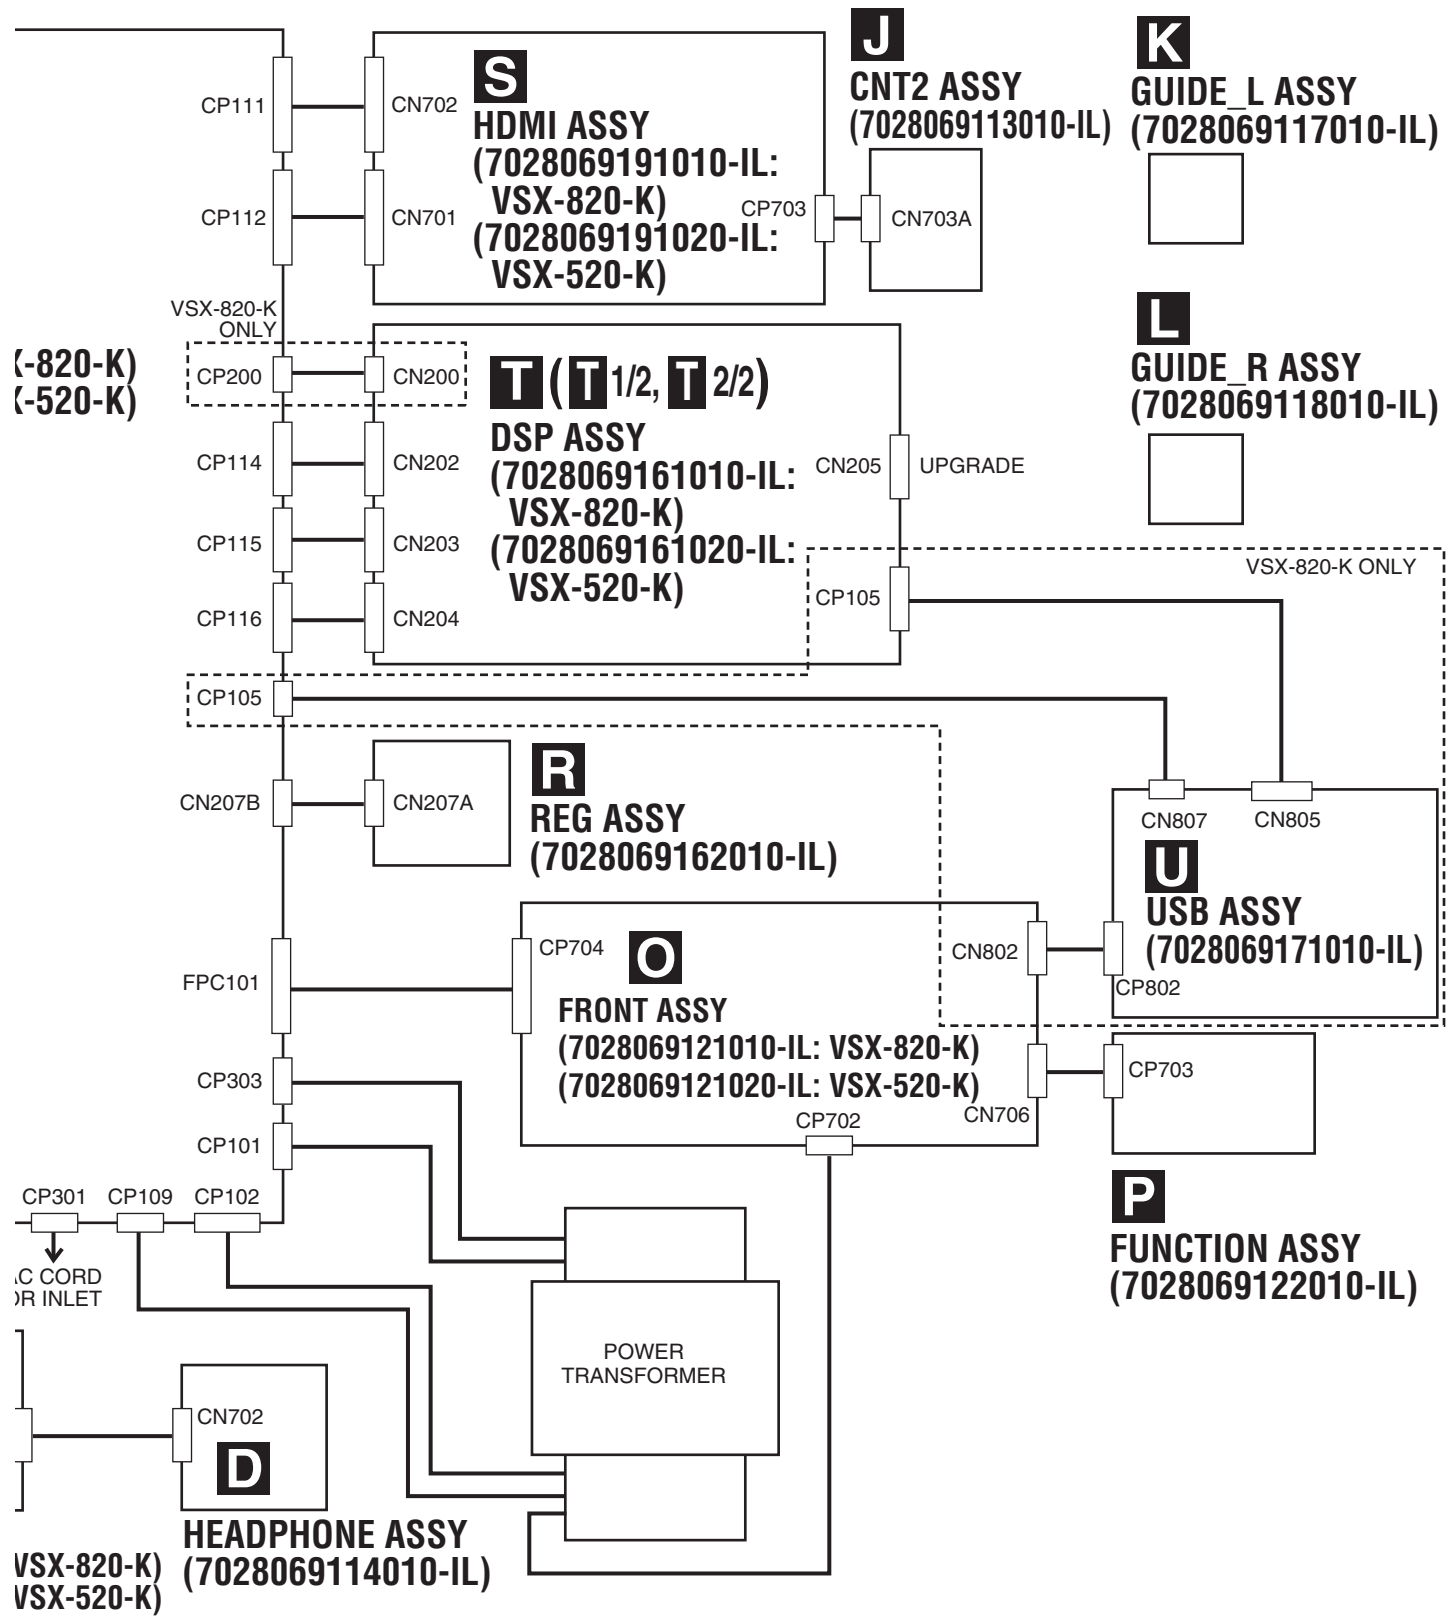 S
HDMI ASSY
(7028069191010-IL:
VSX-820-K)
(7028069191020-IL:
VSX-520-K)
CP111
CN702
CP112
CN701
CP703
J
CNT2 ASSY
(7028069113010-IL)
CN703A
K
GUIDE_L ASSY
(7028069117010-IL)
L
GUIDE_R ASSY
(7028069118010-IL)
VSX-820-K
ONLY
-820-K)
-520-K)
CP200
CN200
T ( T 1/2, T 2/2)
DSP ASSY
(7028069161010-IL:
VSX-820-K)
(7028069161020-IL:
VSX-520-K)
CP114
CN202
CP115
CN203
CP116
CN204
CN205
UPGRADE
CP105
VSX-820-K ONLY
CP105
CN207B
CN207A
R
REG ASSY
(7028069162010-IL)
CN807
CN805
U
USB ASSY
(7028069171010-IL)
CP802
FPC101
CP704
O
FRONT ASSY
(7028069121010-IL: VSX-820-K)
(7028069121020-IL: VSX-520-K)
CN802
CN706
CP702
CP703
P
FUNCTION ASSY
(7028069122010-IL)
CP303
CP101
CP301
CP109
CP102
C CORD
R INLET
POWER
TRANSFORMER
CN702
D
HEADPHONE ASSY
(7028069114010-IL)
VSX-820-K)
VSX-520-K)